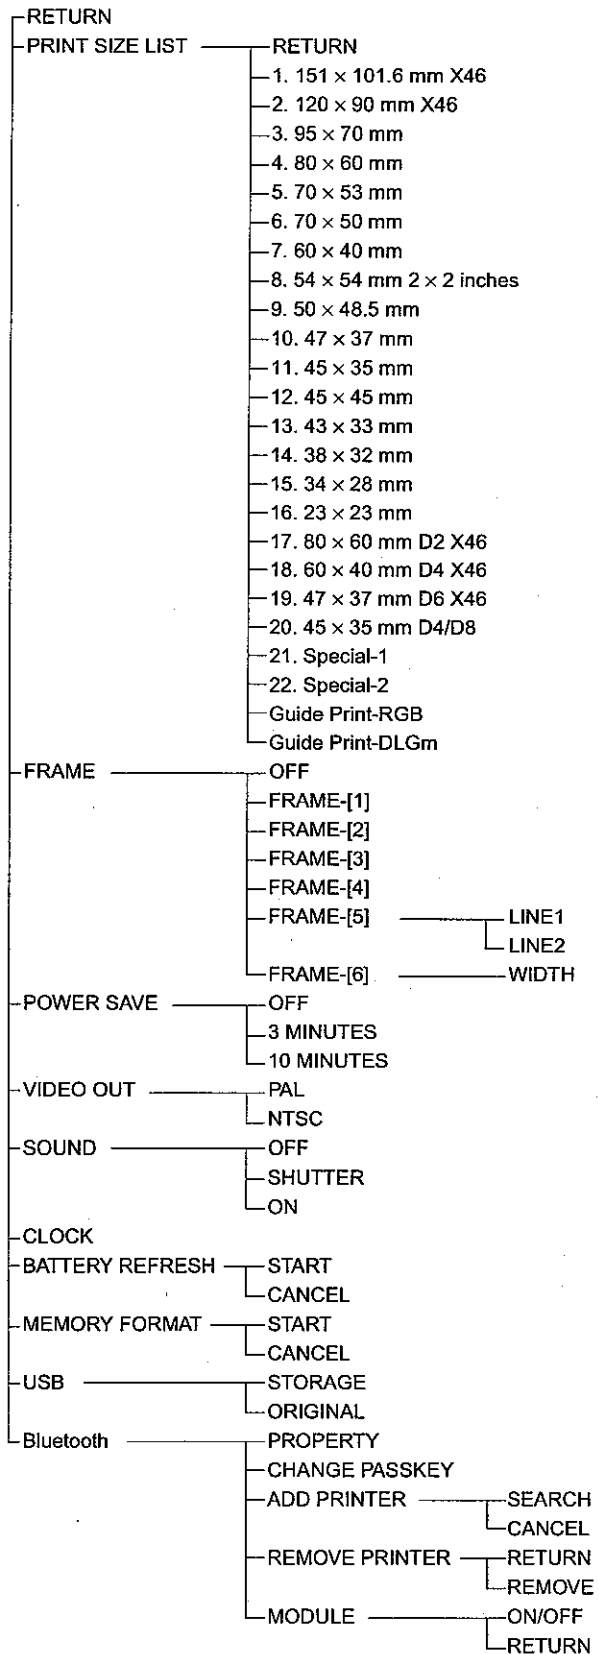 RETURN
PRINT SIZE LIST RETURN
1. 151 × 101.6 mm X46
2. 120 × 90 mm X46
3. 95 × 70 mm
4. 80 × 60 mm
5. 70 × 53 mm
6. 70 × 50 mm
7. 60 × 40 mm
8. 54 × 54 mm 2 × 2 inches
9. 50 × 48.5 mm
10. 47 × 37 mm
11. 45 × 35 mm
12. 45 × 45 mm
13. 43 × 33 mm
14. 38 × 32 mm
15. 34 × 28 mm
16. 23 × 23 mm
17. 80 × 60 mm D2 X46
18. 60 × 40 mm D4 X46
19. 47 × 37 mm D6 X46
20. 45 × 35 mm D4/D8
21. Special-1
22. Special-2
Guide Print-RGB
Guide Print-DLGm
FRAME OFF
FRAME-[1]
FRAME-[2]
FRAME-[3]
FRAME-[4]
FRAME-[5] LINE1
LINE2
FRAME-[6] WIDTH
POWER SAVE OFF
3 MINUTES
10 MINUTES
VIDEO OUT PAL
NTSC
SOUND OFF
SHUTTER
ON
CLOCK
BATTERY REFRESH START
CANCEL
MEMORY FORMAT START
CANCEL
USB STORAGE
ORIGINAL
Bluetooth PROPERTY
CHANGE PASSKEY
ADD PRINTER SEARCH
CANCEL
REMOVE PRINTER RETURN
REMOVE
MODULE ON/OFF
RETURN